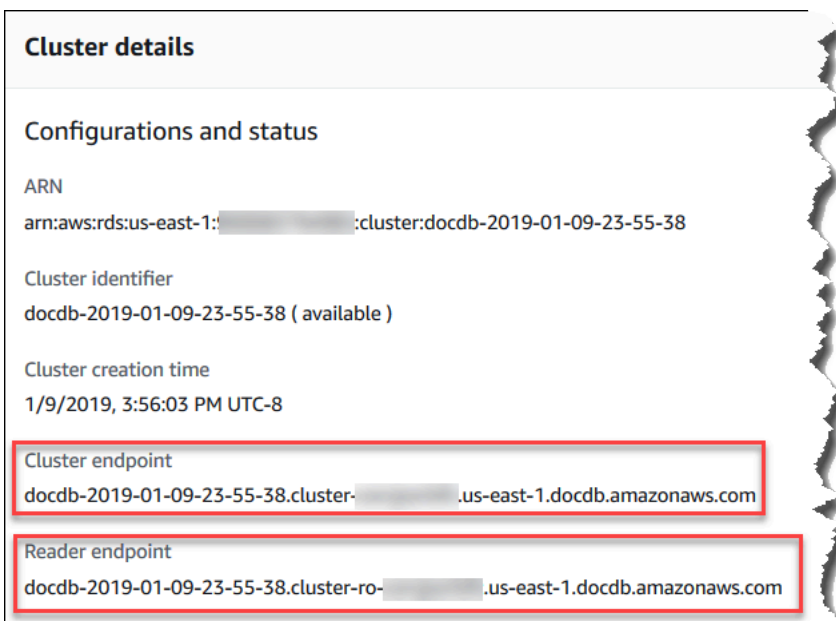 Cluster details
Configurations and status
ARN
arn:aws:rds:us-east-1: :cluster:docdb-2019-01-09-23-55-38
Cluster identifier
docdb-2019-01-09-23-55-38 ( available )
Cluster creation time
1/9/2019, 3:56:03 PM UTC-8
Cluster endpoint
docdb-2019-01-09-23-55-38.cluster- .us-east-1.docdb.amazonaws.com
Reader endpoint
docdb-2019-01-09-23-55-38.cluster-ro- .us-east-1.docdb.amazonaws.com